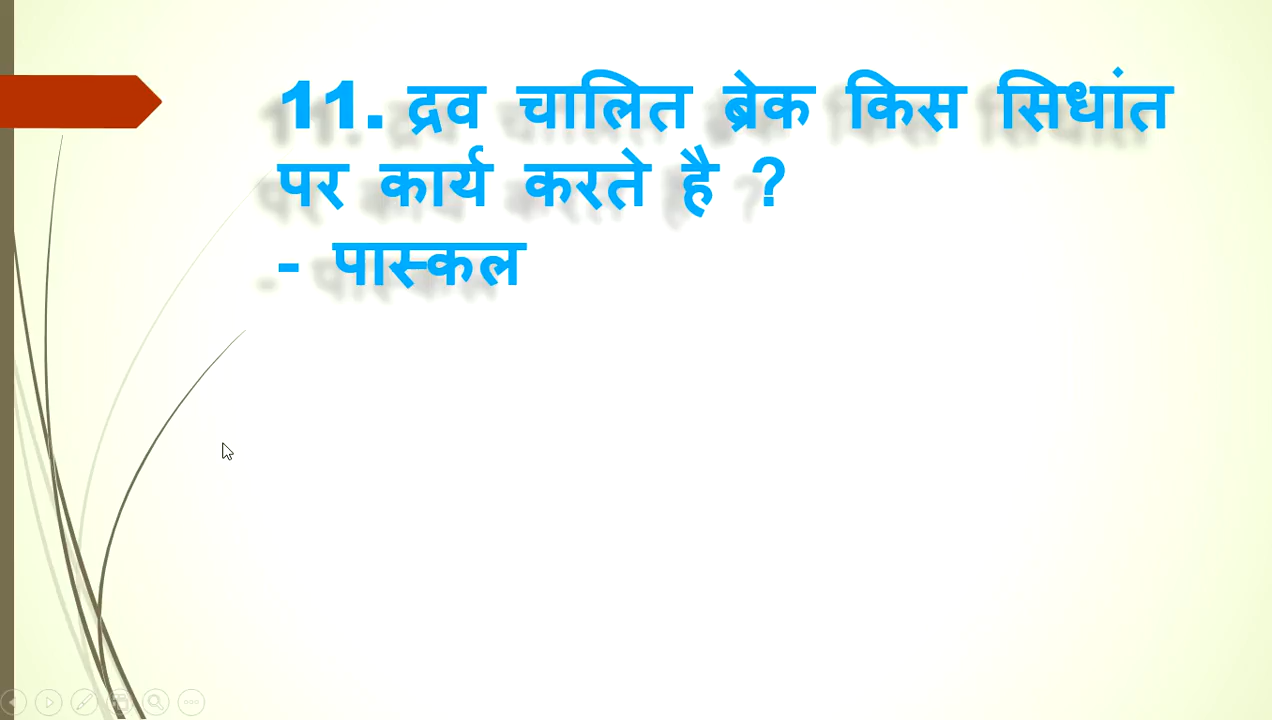 11. द्रव चालित ब्रेक किस सिधांत
पर कार्य करते है ?
- पास्कल